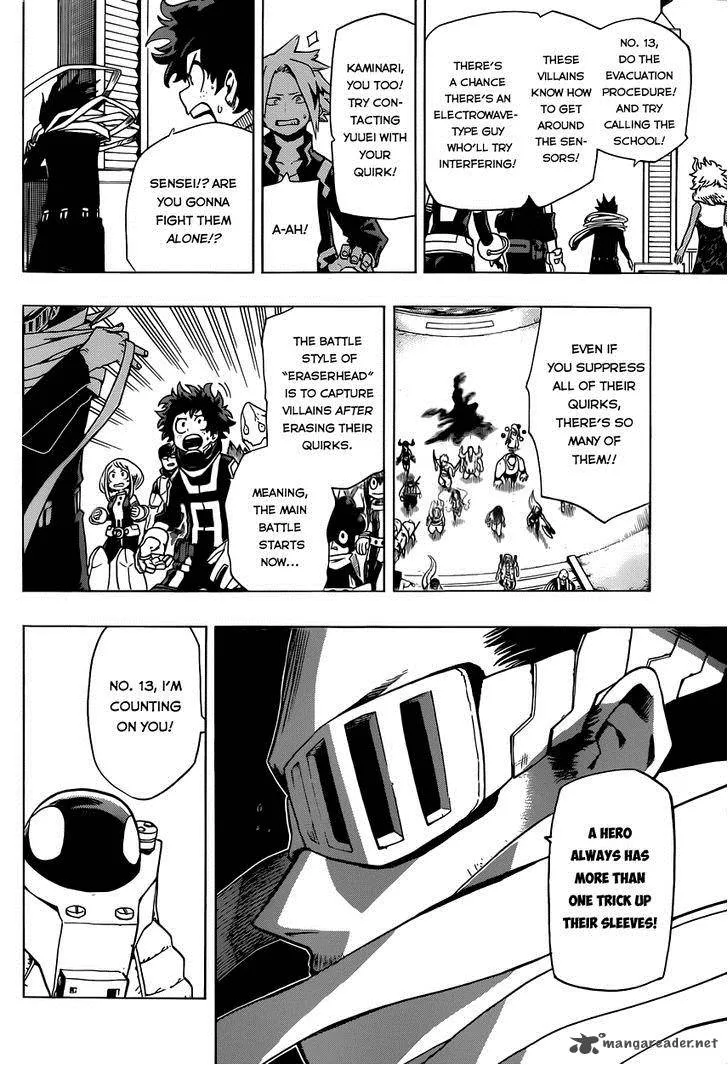 NO. 13,
DO THE
EVACUATION
PROCEDURE!
AND TRY
CALLING THE
SCHOOL!
THESE
VILLAINS
KNOW HOW
TO GET
AROUND
THE SEN-
SORS!
THERE'S
A CHANCE
THERE'S AN
ELECTROWAVE-
TYPE GUY
WHO'LL TRY
INTERFERING!
KAMINARI,
YOU TOO!
TRY CON-
TACTING
YUUEI WITH
YOUR
QUIRK!
A-AH!
SENSEI!? ARE
YOU GONNA
FIGHT THEM
ALONE!?
EVEN IF
YOU SUPPRESS
ALL OF THEIR
QUIRKS,
THERE'S SO
MANY OF
THEM!!
THE BATTLE
STYLE OF
"ERASERHEAD"
IS TO CAPTURE
VILLAINS AFTER
ERASING THEIR
QUIRKS.
MEANING,
THE MAIN
BATTLE
STARTS
NOW...
A HERO
ALWAYS HAS
MORE THAN
ONE TRICK UP
THEIR SLEEVES!
NO. 13, I'M
COUNTING
ON YOU!
mangareader.net